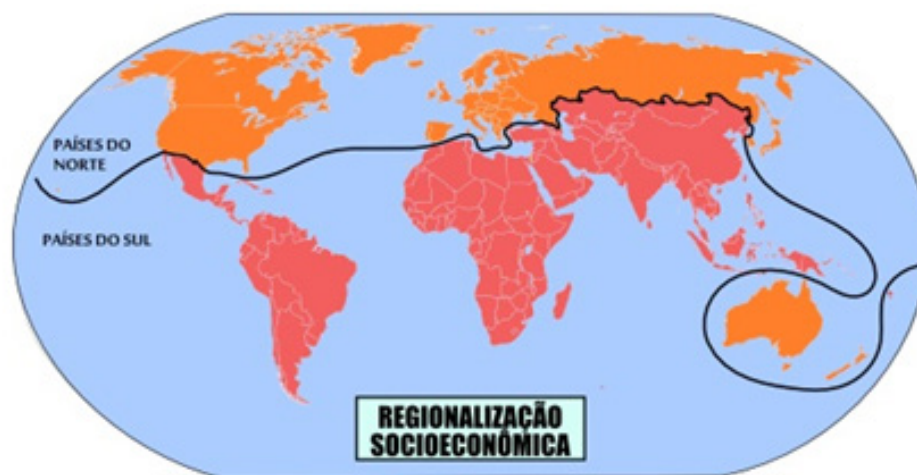 PAÍSES DO
NORTE
PAÍSES DO SUL
REGIONALIZAÇÃO
SOCIOECONÔMICA